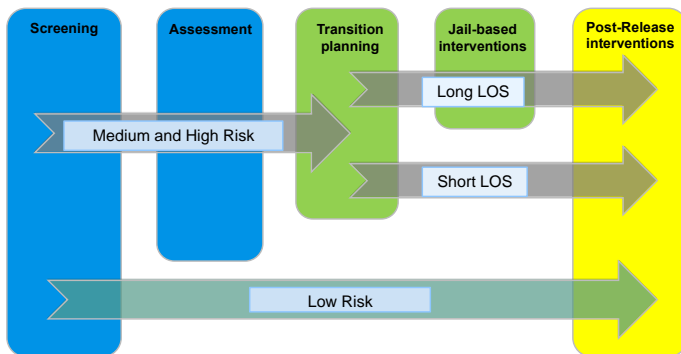 Screening
Assessment
Transition
planning
Jail-based
interventions
Post-Release
interventions
Long LOS
Medium and High Risk
Short LOS
Low Risk